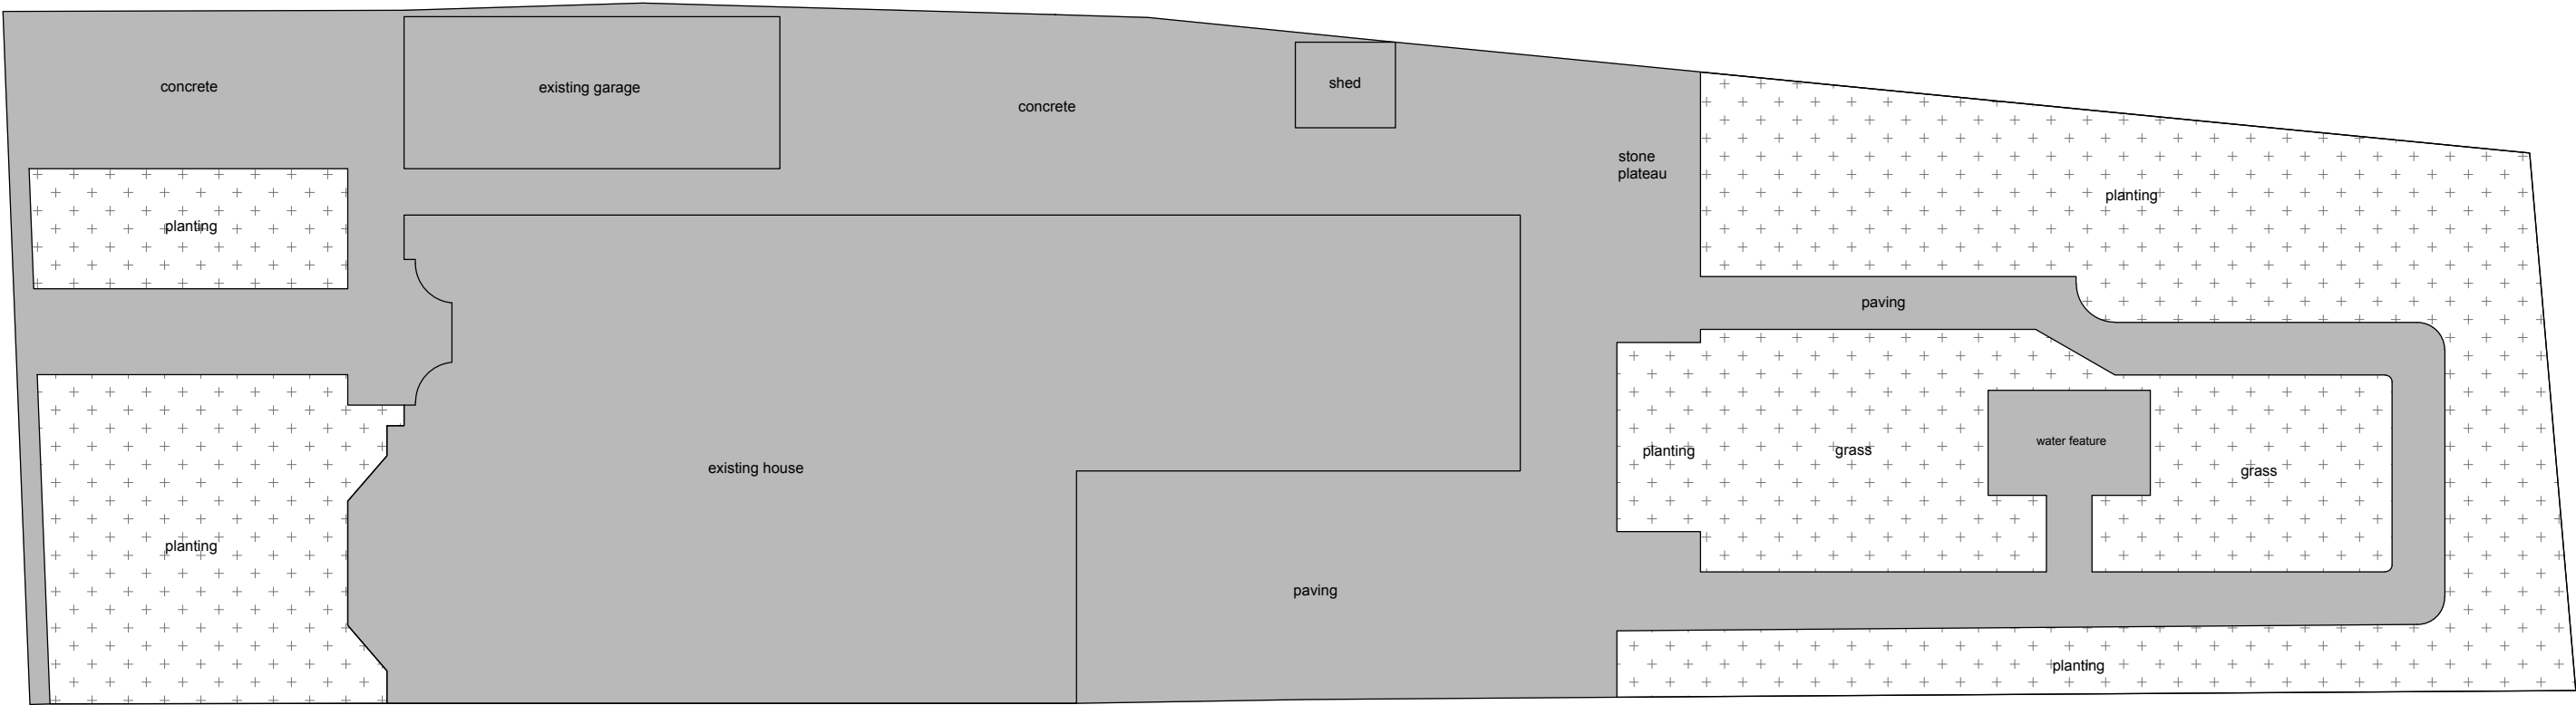 concrete
existing garage
concrete
shed
stone
plateau
planting
planting
paving
planting
grass
water feature
grass
existing house
planting
paving
planting